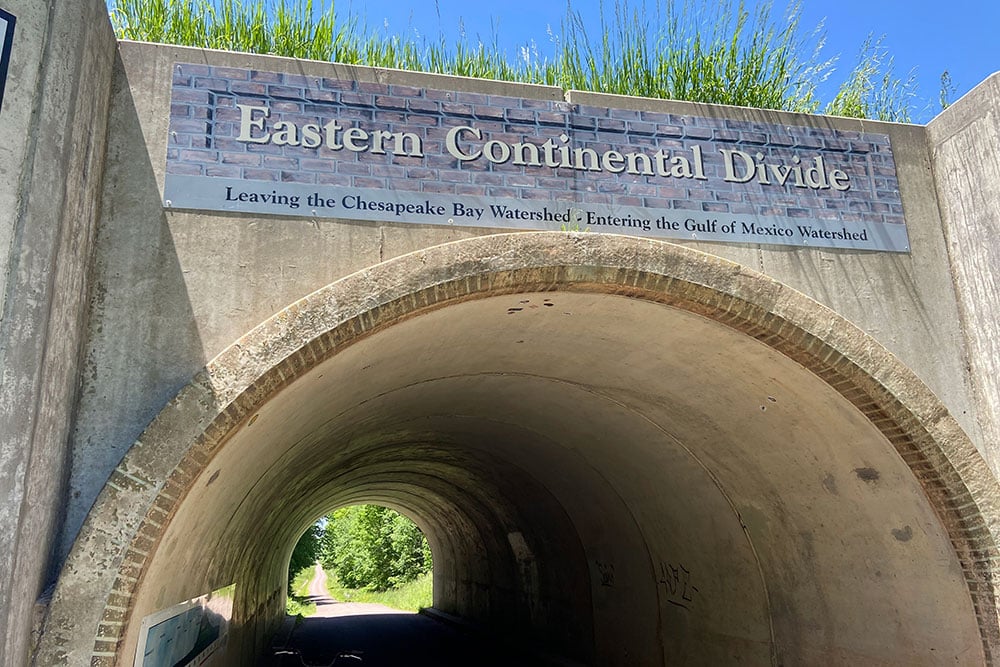 Eastern Continental Divide
Leaving the Chesapeake Bay Watershed - Entering the Gulf of Mexico Watershed